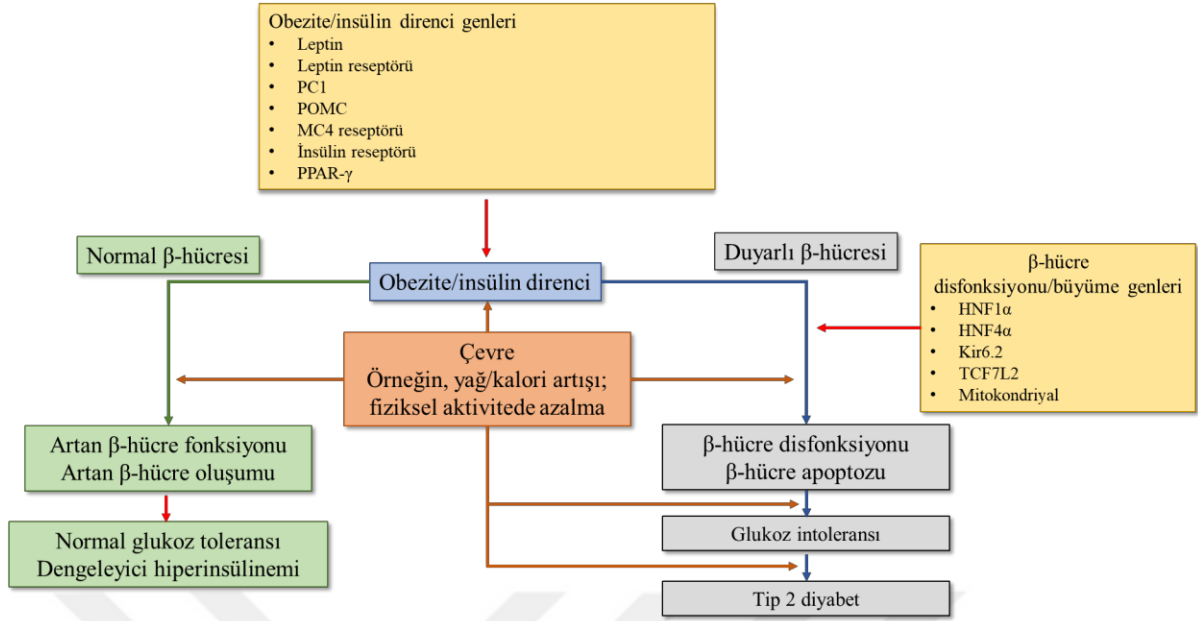 Obezite/insülin direnci genleri
• Leptin
• Leptin reseptörü
• PC1
• POMC
• MC4 reseptörü
• İnsülin reseptörü
• PPAR-γ
Normal β-hücresi
Duyarlı β-hücresi
Obezite/insülin direnci
β-hücre
disfonksiyonu/büyüme genleri
• HNF1α
• HNF4α
• Kir6.2
• TCF7L2
• Mitokondriyal
Çevre
Örneğin, yağ/kalori artışı;
fiziksel aktivitede azalma
Artan β-hücre fonksiyonu
Artan β-hücre oluşumu
β-hücre disfonksiyonu
β-hücre apoptozu
Normal glukoz toleransı
Dengeleyici hiperinsülinemi
Glukoz intoleransı
Tip 2 diyabet